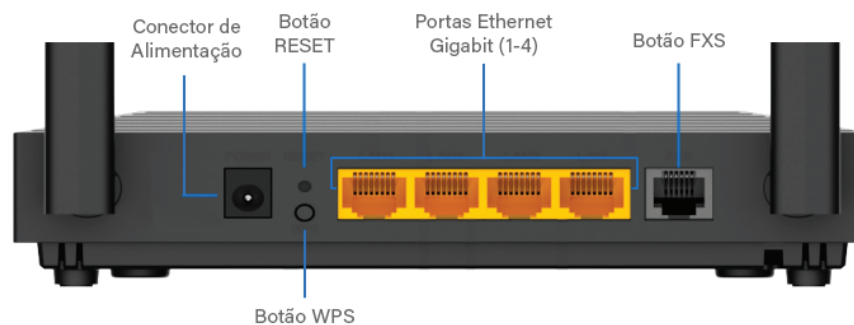 Conector de
Alimentação
Botão
RESET
Portas Ethernet
Gigabit (1-4)
Botão FXS
Botão WPS